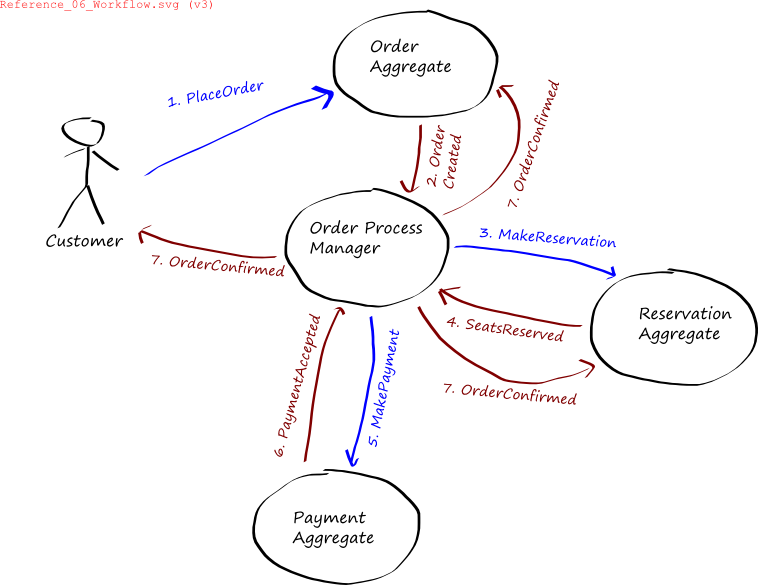 Reference_06_Workflow.svg (v3)
Order
Aggregate
1. PlaceOrder
2. Order
Created
7. OrderConfirmed
Customer
Order Process
Manager
3. MakeReservation
7. OrderConfirmed
4. SeatsReserved
Reservation
Aggregate
6. PaymentAccepted
5. MakePayment
7. OrderConfirmed
Payment
Aggregate